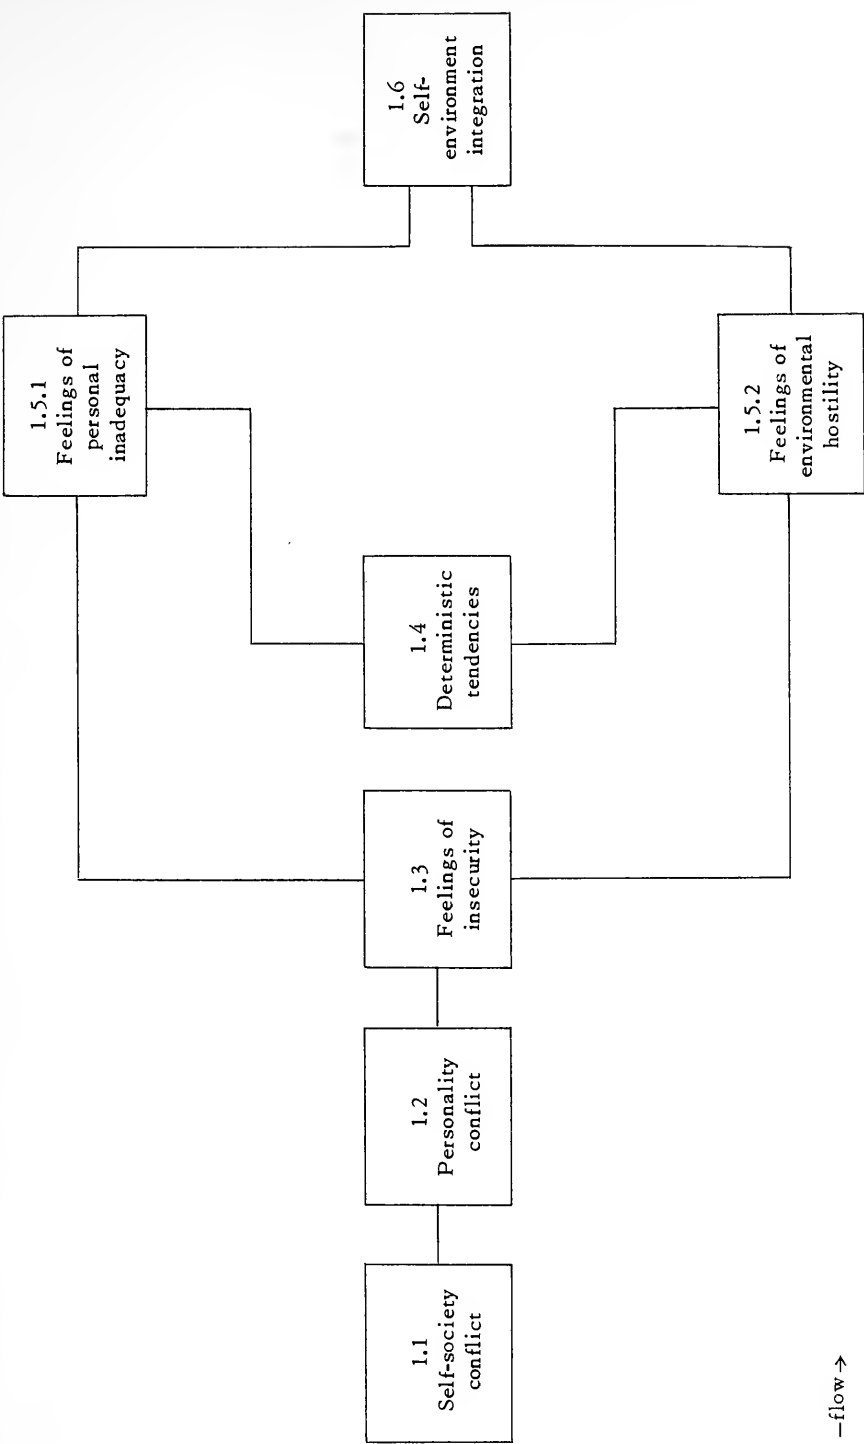 1.1
Self-society
conflict
1.2
Personality
conflict
1.3
Feelings of
insecurity
1.4
Deterministic
tendencies
1.5.1
Feelings of
personal
inadequacy
1.5.2
Feelings of
environmental
hostility
1.6
Self-
environment
integration
–flow→